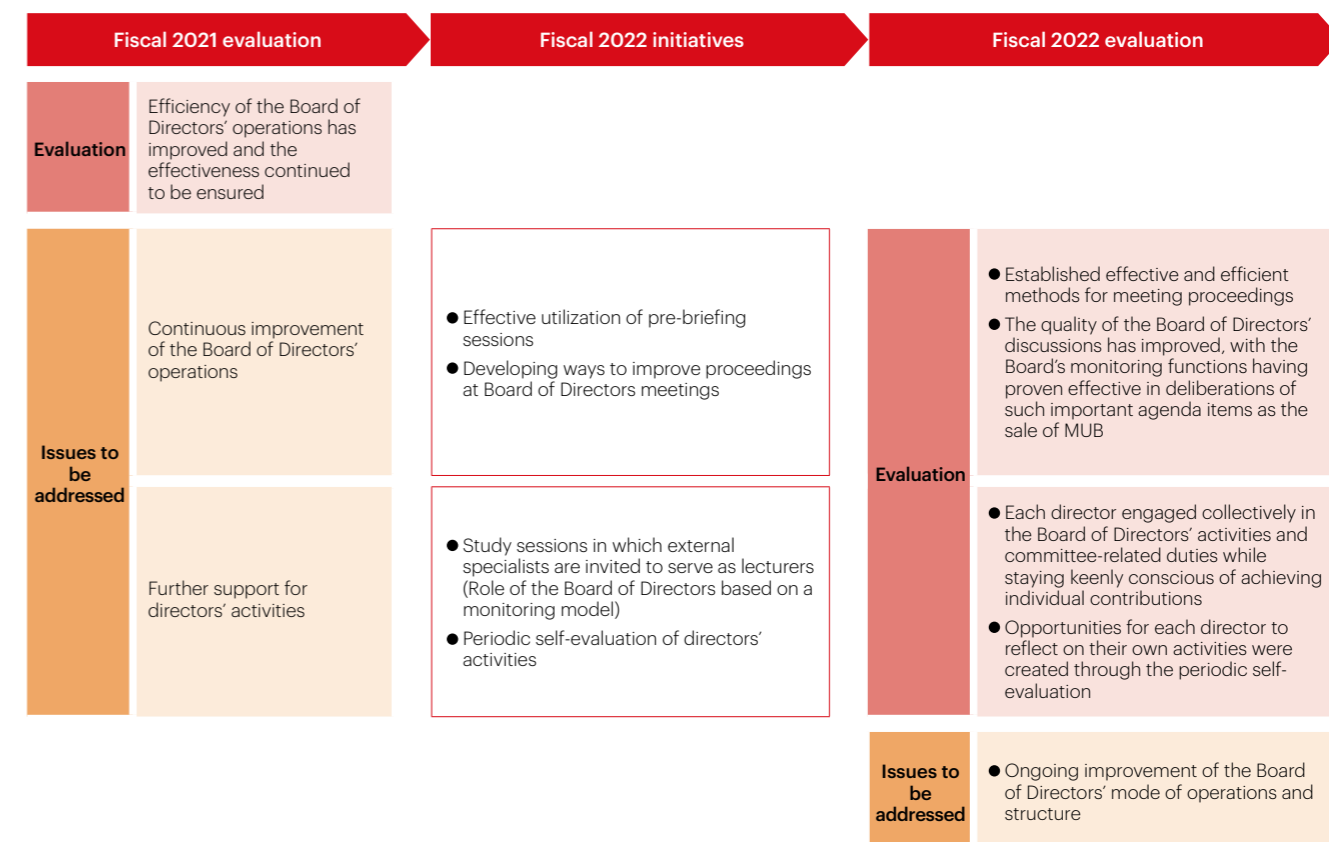 Fiscal 2021 evaluation
Fiscal 2022 initiatives
Fiscal 2022 evaluation
Evaluation
Efficiency of the Board of
Directors’ operations has
improved and the
effectiveness continued
to be ensured
Issues to
be
addressed
Continuous improvement
of the Board of Directors’
operations
● Effective utilization of pre-briefing
sessions
● Developing ways to improve proceedings
at Board of Directors meetings
Evaluation
● Established effective and efficient
methods for meeting proceedings
● The quality of the Board of Directors’
discussions has improved, with the
Board’s monitoring functions having
proven effective in deliberations of
such important agenda items as the
sale of MUB
Further support for
directors’ activities
● Study sessions in which external
specialists are invited to serve as lecturers
(Role of the Board of Directors based on a
monitoring model)
● Periodic self-evaluation of directors’
activities
● Each director engaged collectively in
the Board of Directors’ activities and
committee-related duties while
staying keenly conscious of achieving
individual contributions
● Opportunities for each director to
reflect on their own activities were
created through the periodic self-
evaluation
Issues to
be
addressed
● Ongoing improvement of the Board
of Directors’ mode of operations and
structure